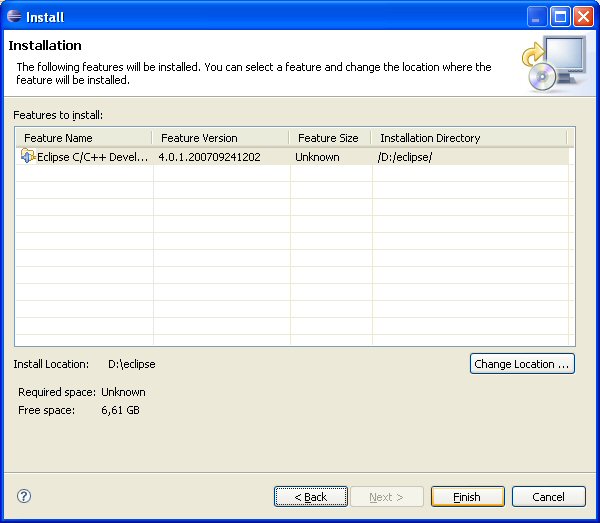 Install
Installation
The following features will be installed. You can select a feature and change the location where the
feature will be installed.
Features to install:
Feature Name Feature Version Feature Size Installation Directory
Eclipse C/C++ Devel... 4.0.1.200709241202 Unknown /D:/eclipse/
Install Location: D:\eclipse
Change Location ...
Required space: Unknown
Free space: 6,61 GB
? < Back Next > Finish Cancel